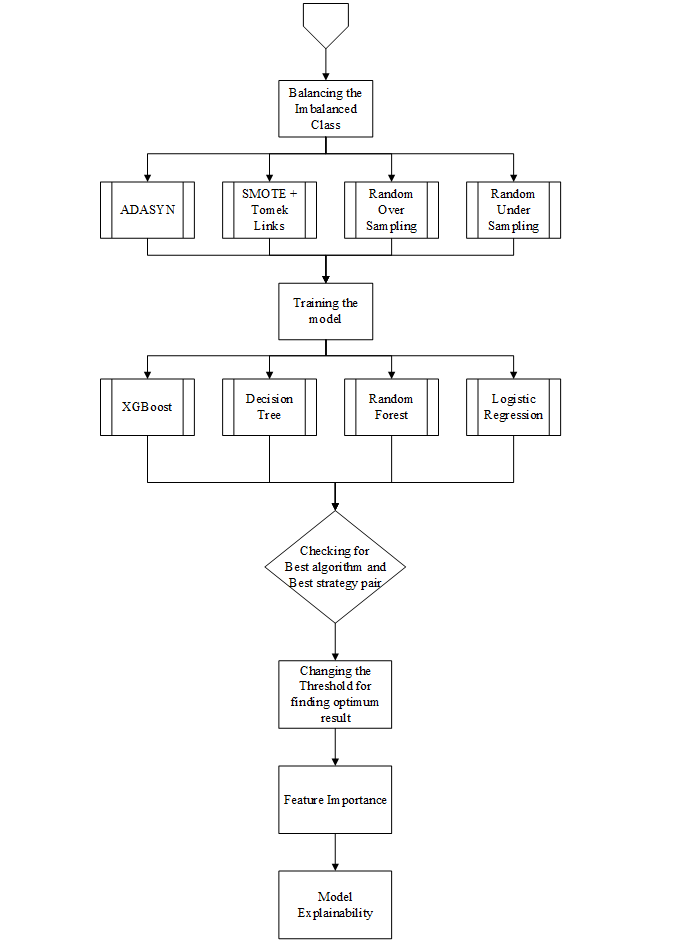 Balancing the
Imbalanced
Class
ADASYN
SMOTE +
Tomek
Links
Random
Over
Sampling
Random
Under
Sampling
Training the
model
XGBoost
Decision
Tree
Random
Forest
Logistic
Regression
Checking for
Best algorithm and
Best strategy pair
Changing the
Threshold for
finding optimum
result
Feature Importance
Model
Explainability